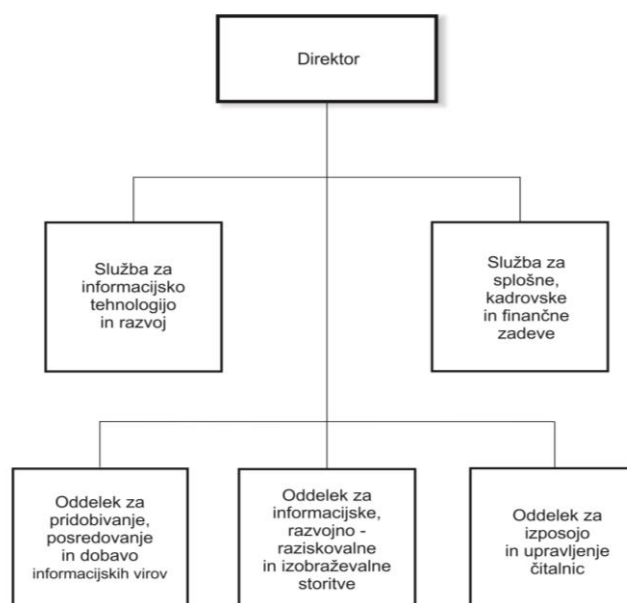 Direktor
Služba za
informacijsko
tehnologijo
in razvoj
Služba za
splošne,
kadrovske
in finančne
zadeve
Oddelek za
pridobivanje,
posredovanje
in dobavo
informacijskih virov
Oddelek za
informacijske,
razvojno -
raziskovalne
in izobraževalne
storitve
Oddelek za
izposojo
in upravljenje
čitalnic